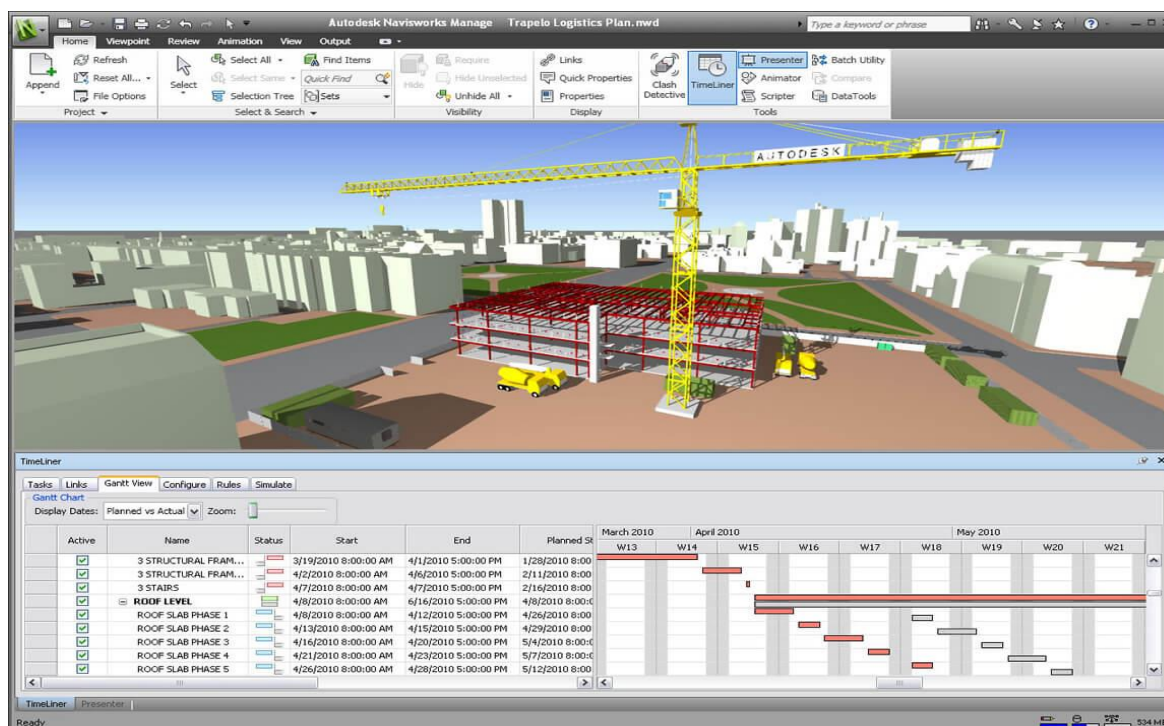 Autodesk Navisworks Manage Trapelo Logistics Plan.nwd
Type a keyword or phrase
Home Viewpoint Review Animation View Output
Append
Refresh
Reset All...
File Options
Project
Select
Select All
Select Same
Selection Tree
Find Items
Quick Find
Sets
Select & Search
Hide
Require
Hide Unselected
Unhide All
Visibility
Links
Quick Properties
Properties
Display
Clash Detective
TimeLiner
Presenter
Animator
Scripter
Batch Utility
Compare
DataTools
Tools
AUTODESK
TimeLiner
Tasks Links Gantt View Configure Rules Simulate
Gantt Chart
Display Dates: Planned vs Actual Zoom:
Active Name Status Start End Planned St
March 2010 April 2010 May 2010
W13 W14 W15 W16 W17 W18 W19 W20 W21
3 STRUCTURAL FRAM... 3/19/2010 8:00:00 AM 4/1/2010 5:00:00 PM 1/28/2010 8:00
3 STRUCTURAL FRAM... 4/2/2010 8:00:00 AM 4/6/2010 5:00:00 PM 2/11/2010 8:00
3 STAIRS 4/7/2010 8:00:00 AM 4/7/2010 5:00:00 PM 2/16/2010 8:00
ROOF LEVEL 4/8/2010 8:00:00 AM 6/16/2010 5:00:00 PM 4/8/2010 8:00:0
ROOF SLAB PHASE 1 4/8/2010 8:00:00 AM 4/12/2010 5:00:00 PM 4/26/2010 8:00
ROOF SLAB PHASE 2 4/13/2010 8:00:00 AM 4/15/2010 5:00:00 PM 4/29/2010 8:00
ROOF SLAB PHASE 3 4/16/2010 8:00:00 AM 4/20/2010 5:00:00 PM 5/4/2010 8:00:0
ROOF SLAB PHASE 4 4/21/2010 8:00:00 AM 4/23/2010 5:00:00 PM 5/7/2010 8:00:0
ROOF SLAB PHASE 5 4/26/2010 8:00:00 AM 4/28/2010 5:00:00 PM 5/12/2010 8:00
TimeLiner Presenter
Ready
534 M